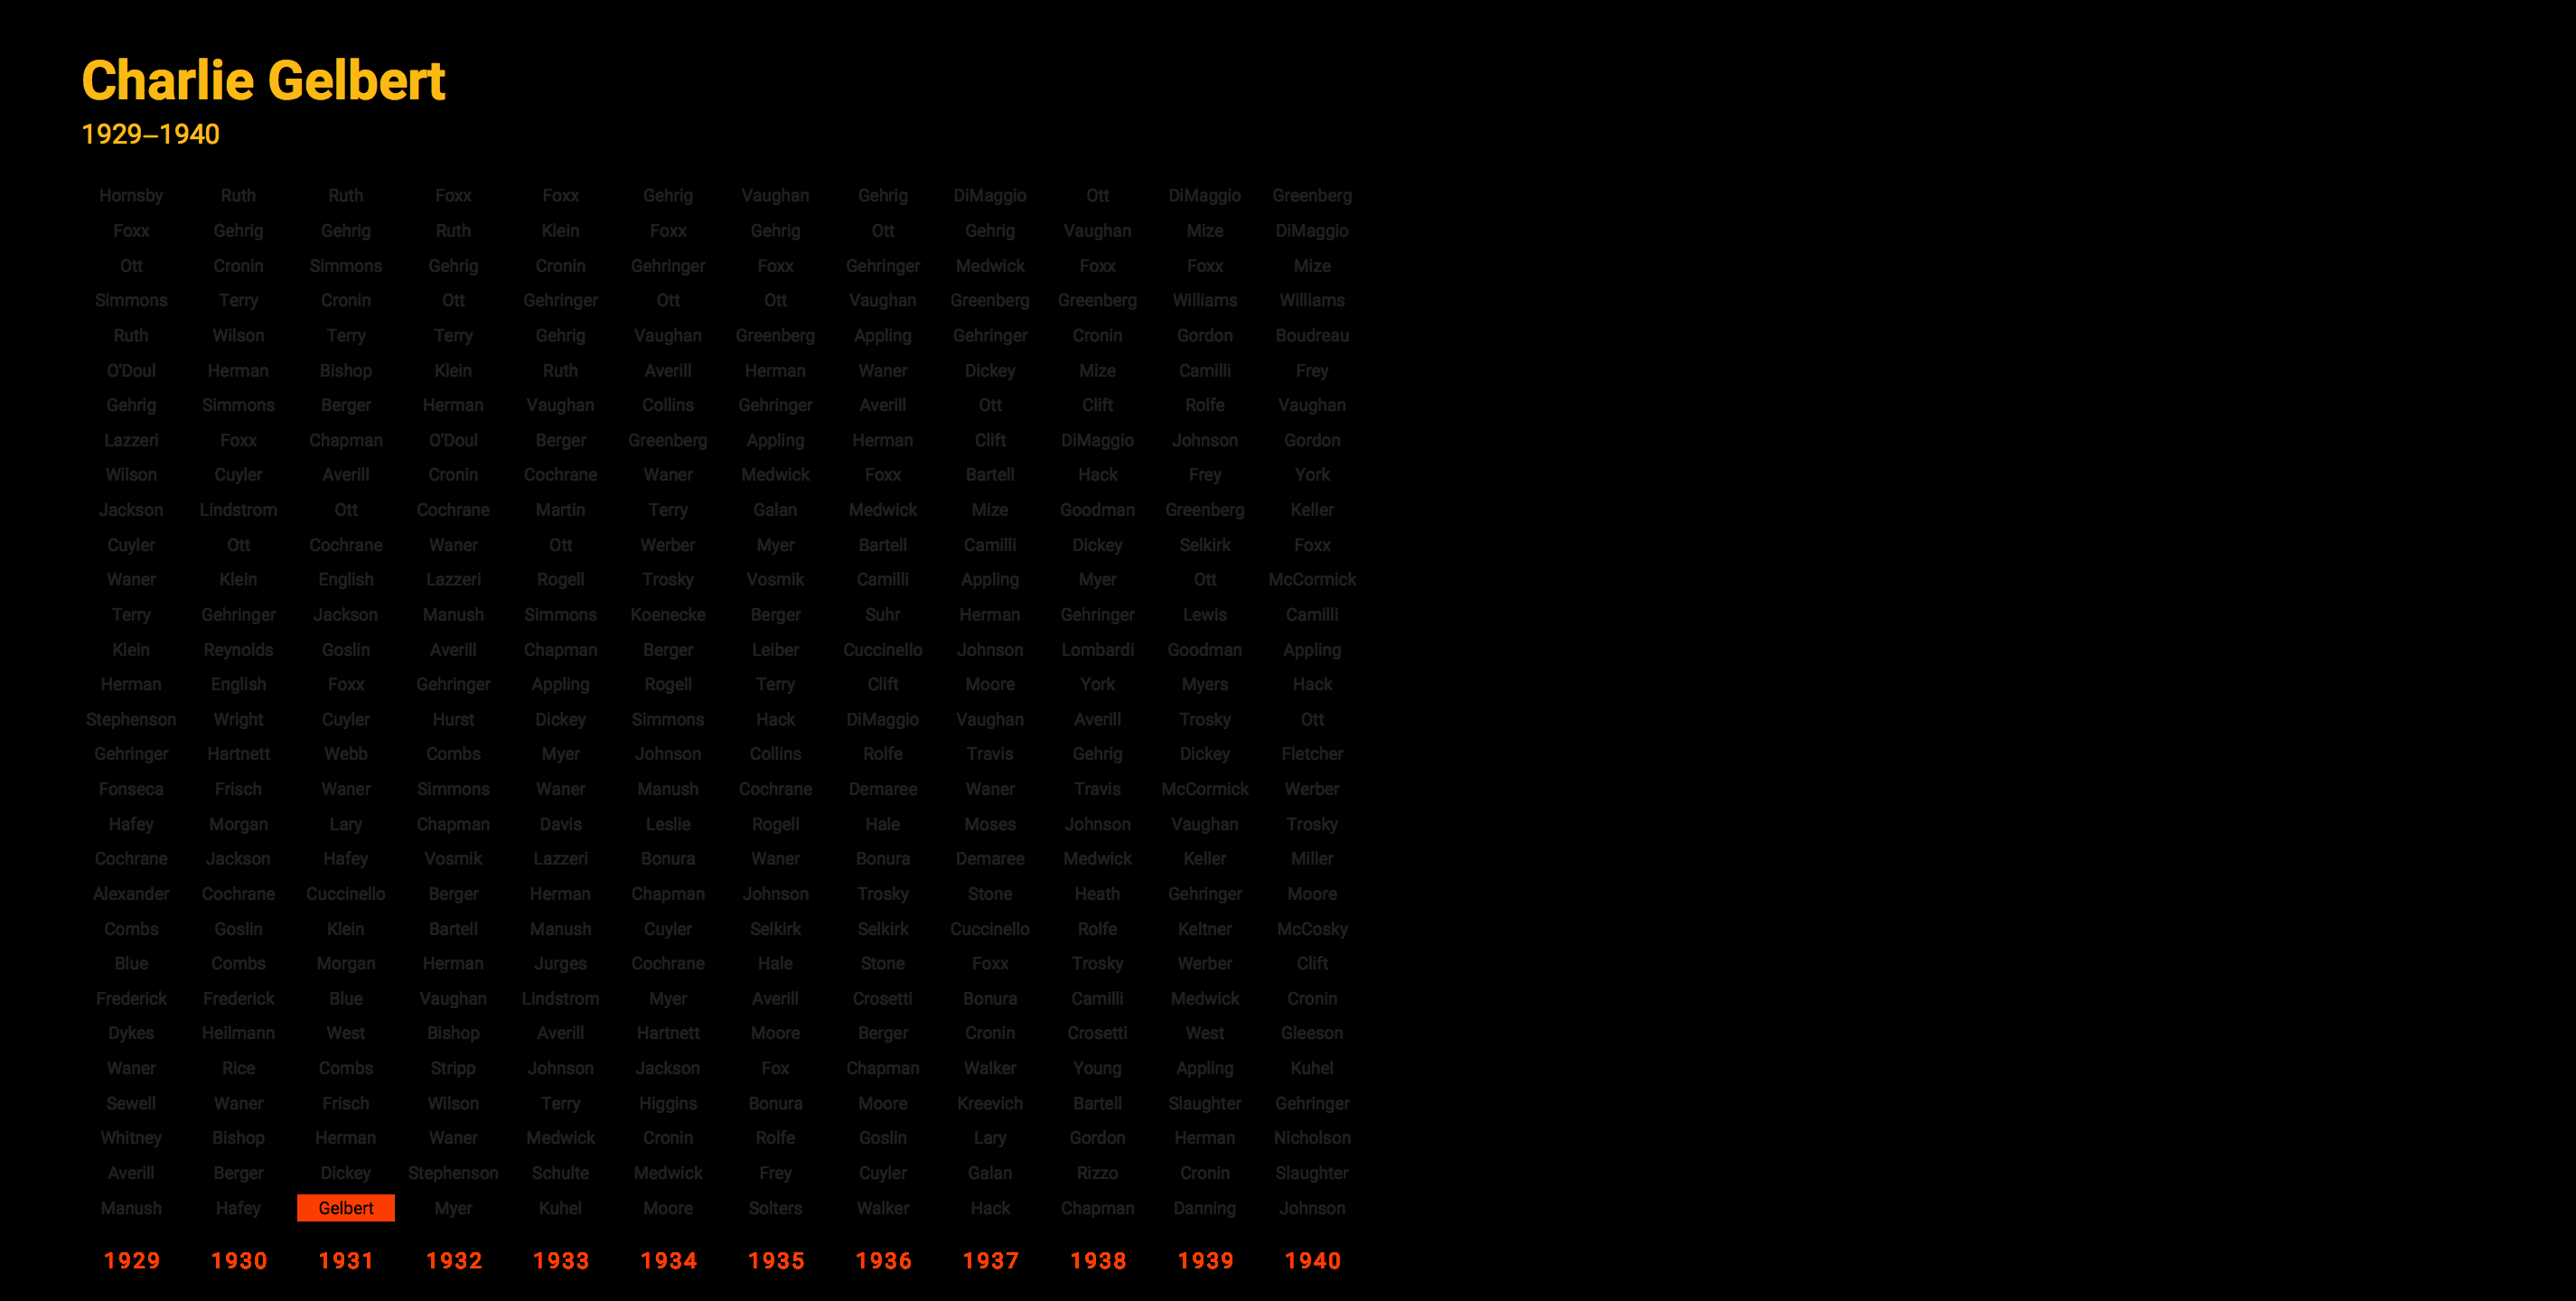 Charlie Gelbert
1929–1940
Hornsby Ruth Ruth Foxx Foxx Gehrig Vaughan Gehrig DiMaggio Ott DiMaggio Greenberg
Foxx Gehrig Gehrig Ruth Klein Foxx Gehrig Ott Gehrig Vaughan Mize DiMaggio
Ott Cronin Simmons Gehrig Cronin Gehringer Foxx Gehringer Medwick Foxx Foxx Mize
Simmons Terry Cronin Ott Gehringer Ott Ott Vaughan Greenberg Greenberg Williams Williams
Ruth Wilson Terry Terry Gehrig Vaughan Greenberg Appling Gehringer Cronin Gordon Boudreau
O'Doul Herman Bishop Klein Ruth Averill Herman Waner Dickey Mize Camilli Frey
Gehrig Simmons Berger Herman Vaughan Collins Gehringer Averill Ott Clift Rolfe Vaughan
Lazzeri Foxx Chapman O'Doul Berger Greenberg Appling Herman Clift DiMaggio Johnson Gordon
Wilson Cuyler Averill Cronin Cochrane Waner Medwick Foxx Bartell Hack Frey York
Jackson Lindstrom Ott Cochrane Martin Terry Galan Medwick Mize Goodman Greenberg Keller
Cuyler Ott Cochrane Waner Ott Werber Myer Bartell Camilli Dickey Selkirk Foxx
Waner Klein English Lazzeri Rogell Trosky Vosmik Camilli Appling Myer Ott McCormick
Terry Gehringer Jackson Manush Simmons Koenecke Berger Suhr Herman Gehringer Lewis Camilli
Klein Reynolds Goslin Averill Chapman Berger Leiber Cuccinello Johnson Lombardi Goodman Appling
Herman English Foxx Gehringer Appling Rogell Terry Clift Moore York Myers Hack
Stephenson Wright Cuyler Hurst Dickey Simmons Hack DiMaggio Vaughan Averill Trosky Ott
Gehringer Hartnett Webb Combs Myer Johnson Collins Rolfe Travis Gehrig Dickey Fletcher
Fonseca Frisch Waner Simmons Waner Manush Cochrane Demaree Waner Travis McCormick Werber
Hafey Morgan Lary Chapman Davis Leslie Rogell Hale Moses Johnson Vaughan Trosky
Cochrane Jackson Hafey Vosmik Lazzeri Bonura Waner Bonura Demaree Medwick Keller Miller
Alexander Cochrane Cuccinello Berger Herman Chapman Johnson Trosky Stone Heath Gehringer Moore
Combs Goslin Klein Bartell Manush Cuyler Selkirk Selkirk Cuccinello Rolfe Keltner McCosky
Blue Combs Morgan Herman Jurges Cochrane Hale Stone Foxx Trosky Werber Clift
Frederick Frederick Blue Vaughan Lindstrom Myer Averill Crosetti Bonura Camilli Medwick Cronin
Dykes Heilmann West Bishop Averill Hartnett Moore Berger Cronin Crosetti West Gleeson
Waner Rice Combs Stripp Johnson Jackson Fox Chapman Walker Young Appling Kuhel
Sewell Waner Frisch Wilson Terry Higgins Bonura Moore Kreevich Bartell Slaughter Gehringer
Whitney Bishop Herman Waner Medwick Cronin Rolfe Goslin Lary Gordon Herman Nicholson
Averill Berger Dickey Stephenson Schulte Medwick Frey Cuyler Galan Rizzo Cronin Slaughter
Manush Hafey Gelbert Myer Kuhel Moore Solters Walker Hack Chapman Danning Johnson
1929 1930 1931 1932 1933 1934 1935 1936 1937 1938 1939 1940